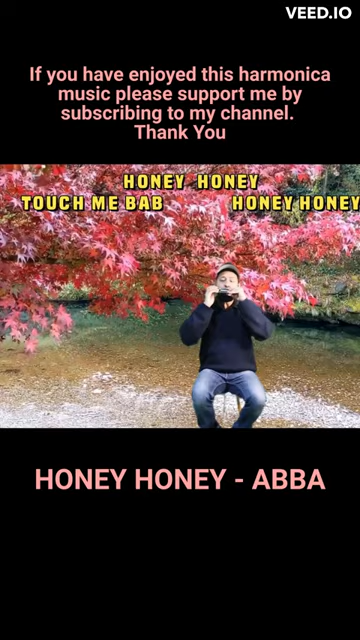 VEED.IO
If you have enjoyed this harmonica
music please support me by
subscribing to my channel.
Thank You
HONEY HONEY
TOUCH ME BAB HONEY HONEY
HONEY HONEY - ABBA